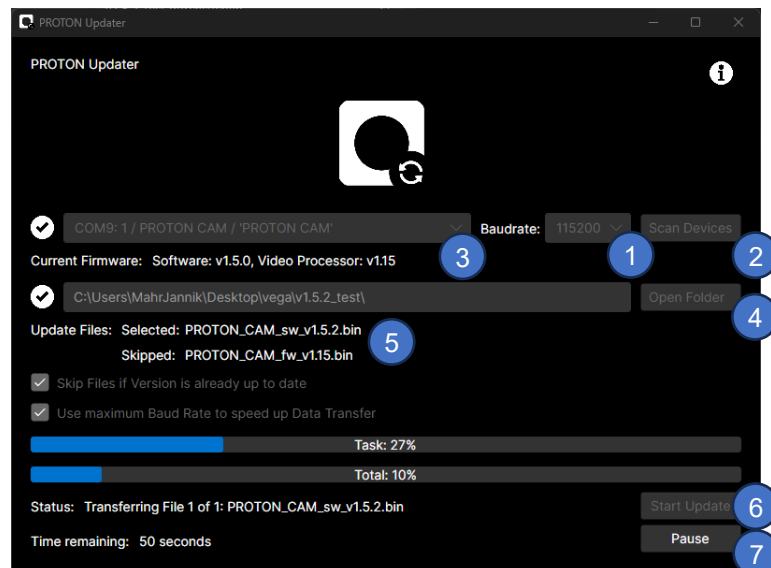 PROTON Updater
PROTON Updater
COM9: 1 / PROTON CAM / 'PROTON CAM' Baudrate: 115200 Scan Devices
3 1 2
Current Firmware: Software: v1.5.0, Video Processor: v1.15
C:\Users\MahrJannik\Desktop\vega\v1.5.2_test\ Open Folder
4
Update Files: Selected: PROTON_CAM_sw_v1.5.2.bin
5
Skipped: PROTON_CAM_fw_v1.15.bin
Skip Files if Version is already up to date
Use maximum Baud Rate to speed up Data Transfer
Task: 27%
Total: 10%
Status: Transferring File 1 of 1: PROTON_CAM_sw_v1.5.2.bin Start Update 6
Time remaining: 50 seconds Pause
7